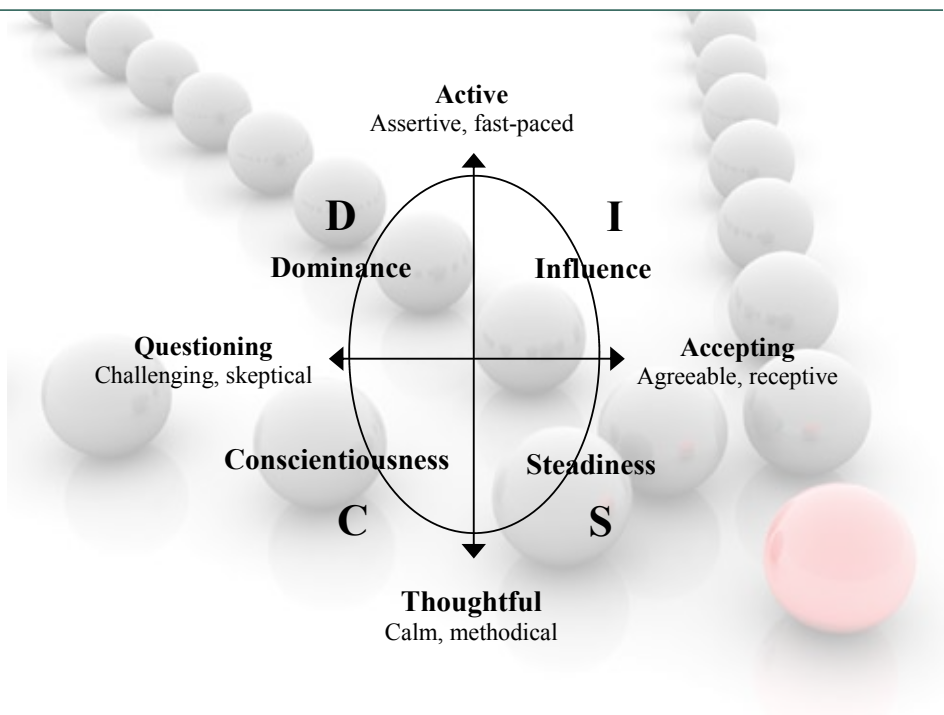 Active
Assertive, fast-paced
D
I
Dominance
Influence
Questioning
Accepting
Challenging, skeptical
Agreeable, receptive
Conscientiousness
Steadiness
C
S
Thoughtful
Calm, methodical